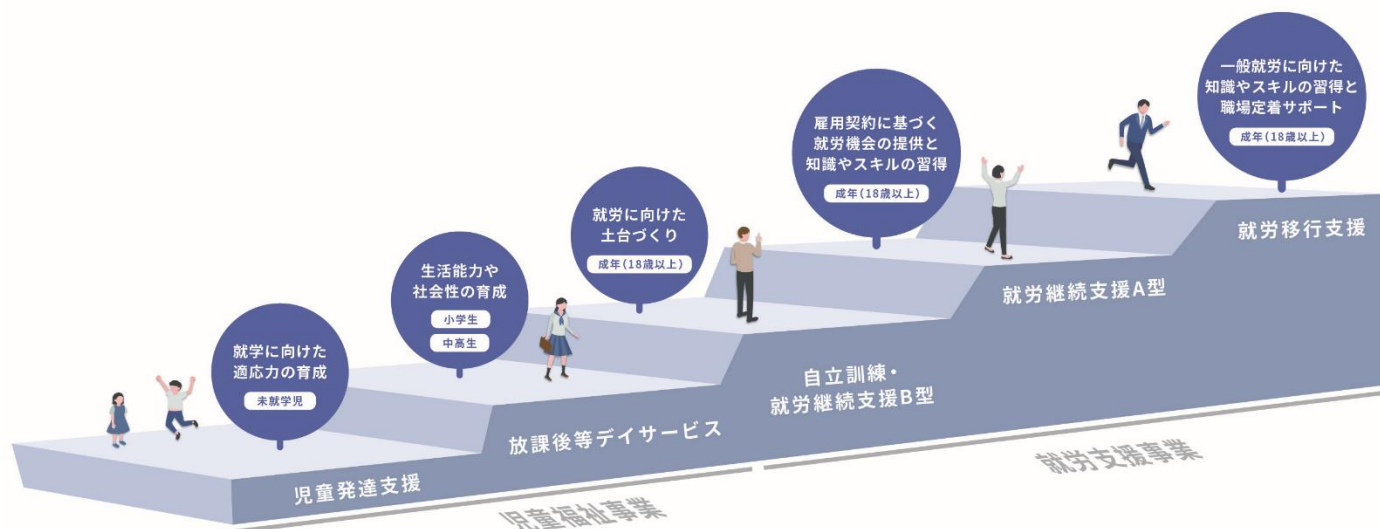 就学に向けた
適応力の育成
未就学児
児童発達支援
生活能力や
社会性の育成
小学生
中高生
放課後等デイサービス
就労に向けた
土台づくり
成年（18歳以上）
自立訓練・
就労継続支援B型
雇用契約に基づく
就労機会の提供と
知識やスキルの習得
成年（18歳以上）
就労継続支援A型
一般就労に向けた
知識やスキルの習得と
職場定着サポート
成年（18歳以上）
就労移行支援
児童福祉事業
就労支援事業